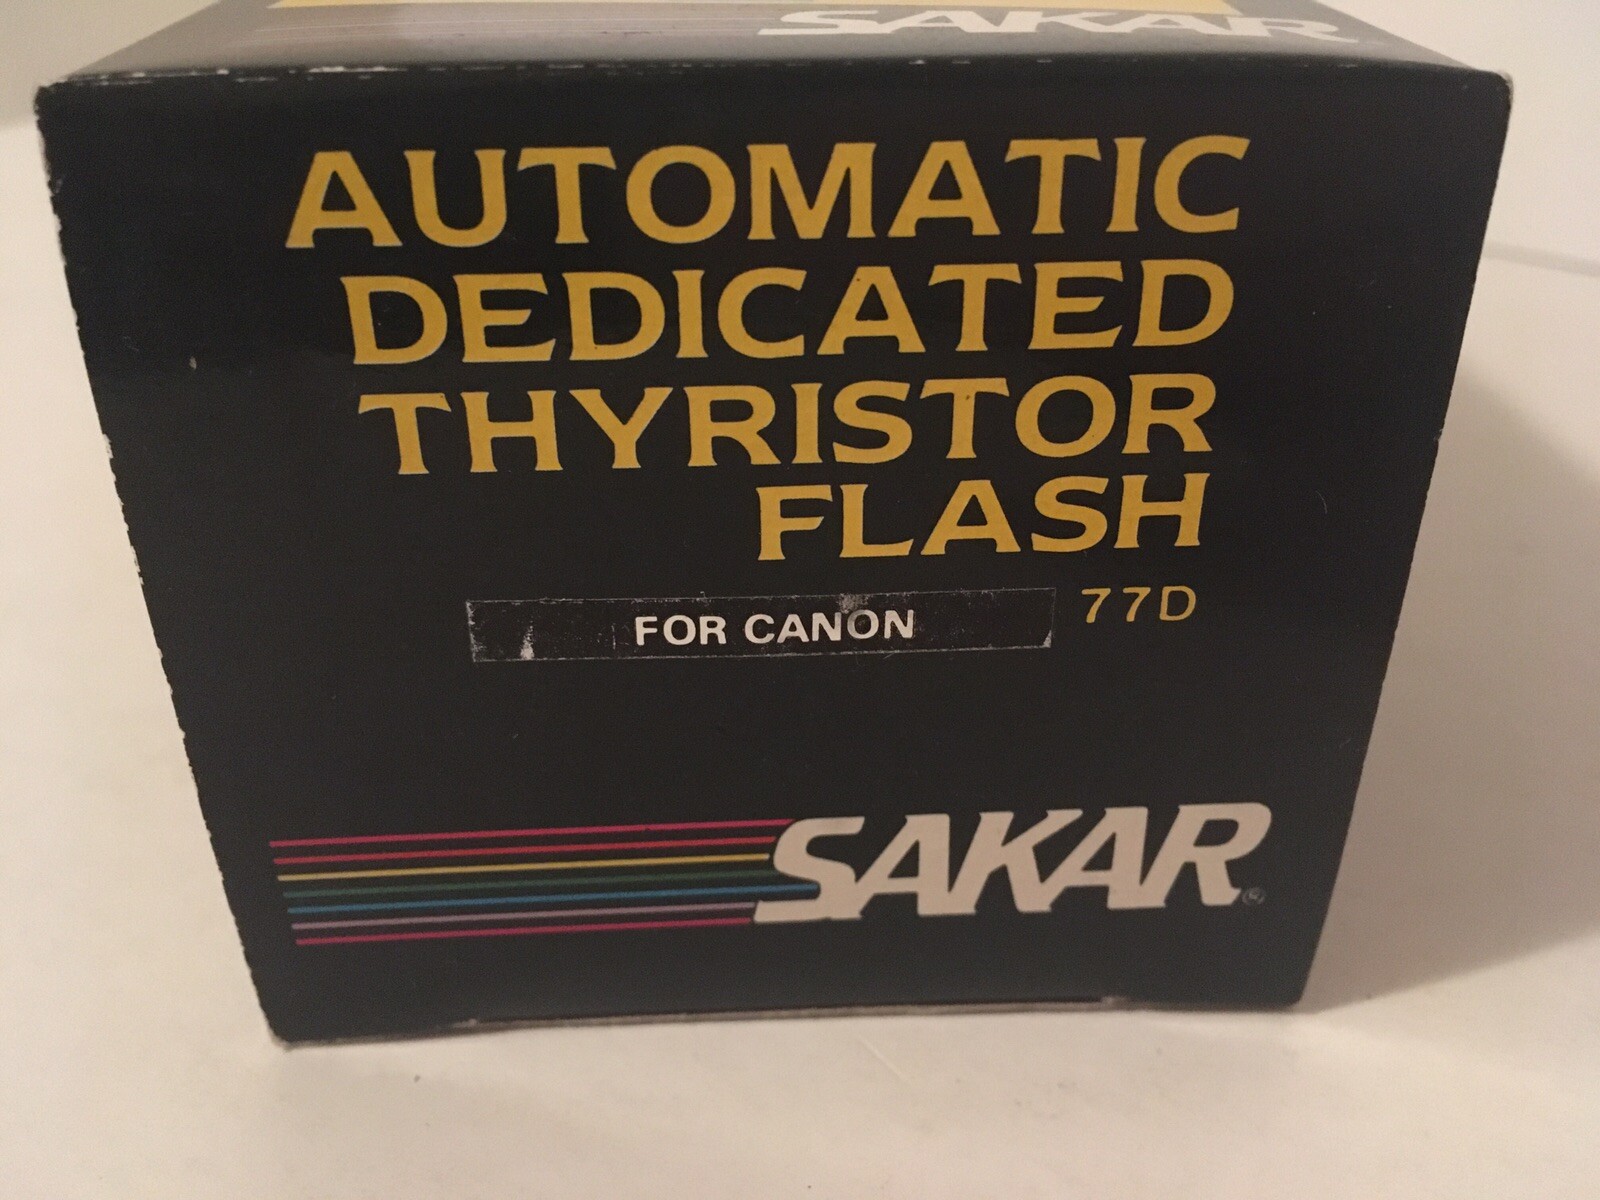 SAKAR
AUTOMATIC
DEDICATED
THYRISTOR
FLASH
FOR CANON 77D
SAKAR®